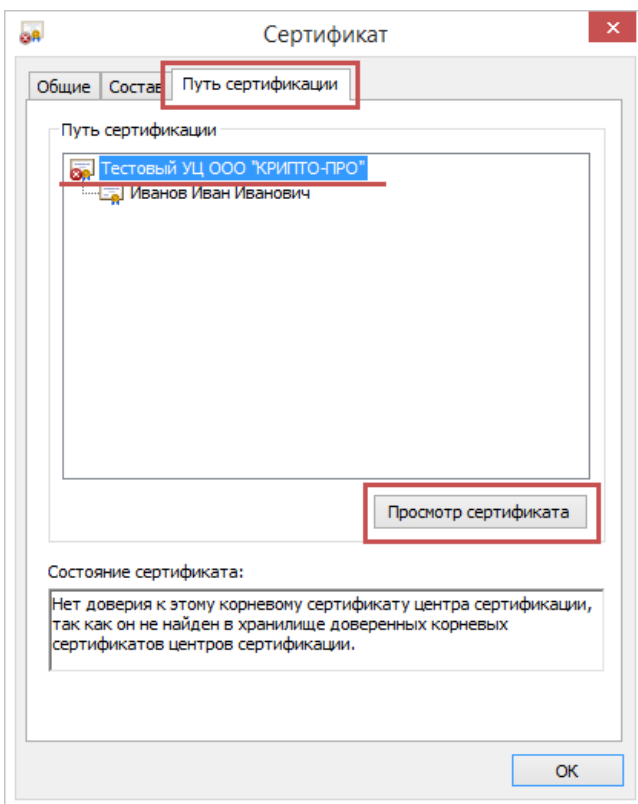 Сертификат
Общие Состав Путь сертификации
Путь сертификации
Тестовый УЦ ООО "КРИПТО-ПРО"
Иванов Иван Иванович
Просмотр сертификата
Состояние сертификата:
Нет доверия к этому корневому сертификату центра сертификации,
так как он не найден в хранилище доверенных корневых
сертификатов центров сертификации.
ОК